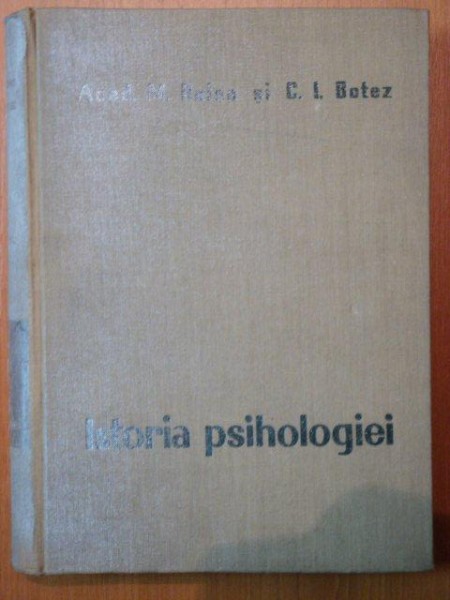 Acad. M. Ralea și C. I. Botez
Istoria psihologiei